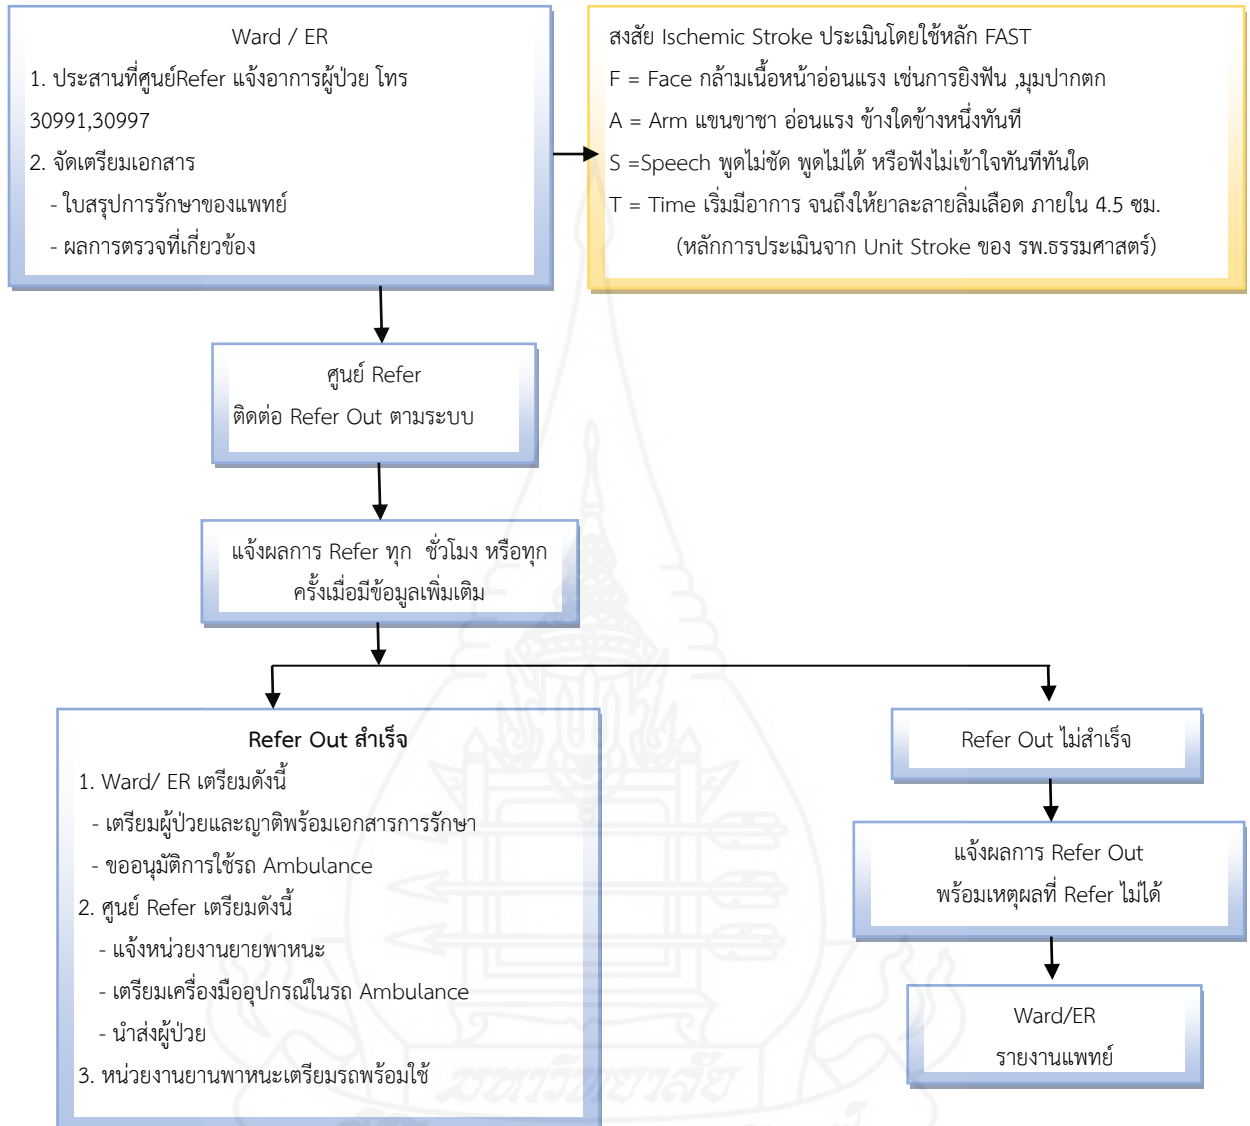 Ward / ER
1. ประสานที่ศูนย์Refer แจ้งอาการผู้ป่วย โทร
30991,30997
2. จัดเตรียมเอกสาร
- ใบสรุปการรักษาของแพทย์
- ผลการตรวจที่เกี่ยวข้อง
สงสัย Ischemic Stroke ประเมินโดยใช้หลัก FAST
F = Face กล้ามเนื้อหน้าอ่อนแรง เช่นการยิงฟัน ,มุมปากตก
A = Arm แขนขาชา อ่อนแรง ข้างใดข้างหนึ่งทันที
S =Speech พูดไม่ชัด พูดไม่ได้ หรือฟังไม่เข้าใจทันทีทันใด
T = Time เริ่มมีอาการ จนถึงให้ยาละลายลิ่มเลือด ภายใน 4.5 ชม.
(หลักการประเมินจาก Unit Stroke ของ รพ.ธรรมศาสตร์)
ศูนย์ Refer
ติดต่อ Refer Out ตามระบบ
แจ้งผลการ Refer ทุก ชั่วโมง หรือทุก
ครั้งเมื่อมีข้อมูลเพิ่มเติม
Refer Out สำเร็จ
1. Ward/ ER เตรียมดังนี้
- เตรียมผู้ป่วยและญาติพร้อมเอกสารการรักษา
- ขออนุมัติการใช้รถ Ambulance
2. ศูนย์ Refer เตรียมดังนี้
- แจ้งหน่วยงานยายพาหนะ
- เตรียมเครื่องมืออุปกรณ์ในรถ Ambulance
- นำส่งผู้ป่วย
3. หน่วยงานยานพาหนะเตรียมรถพร้อมใช้
Refer Out ไม่สำเร็จ
แจ้งผลการ Refer Out
พร้อมเหตุผลที่ Refer ไม่ได้
Ward/ER
รายงานแพทย์
มหาวิทยาลัย